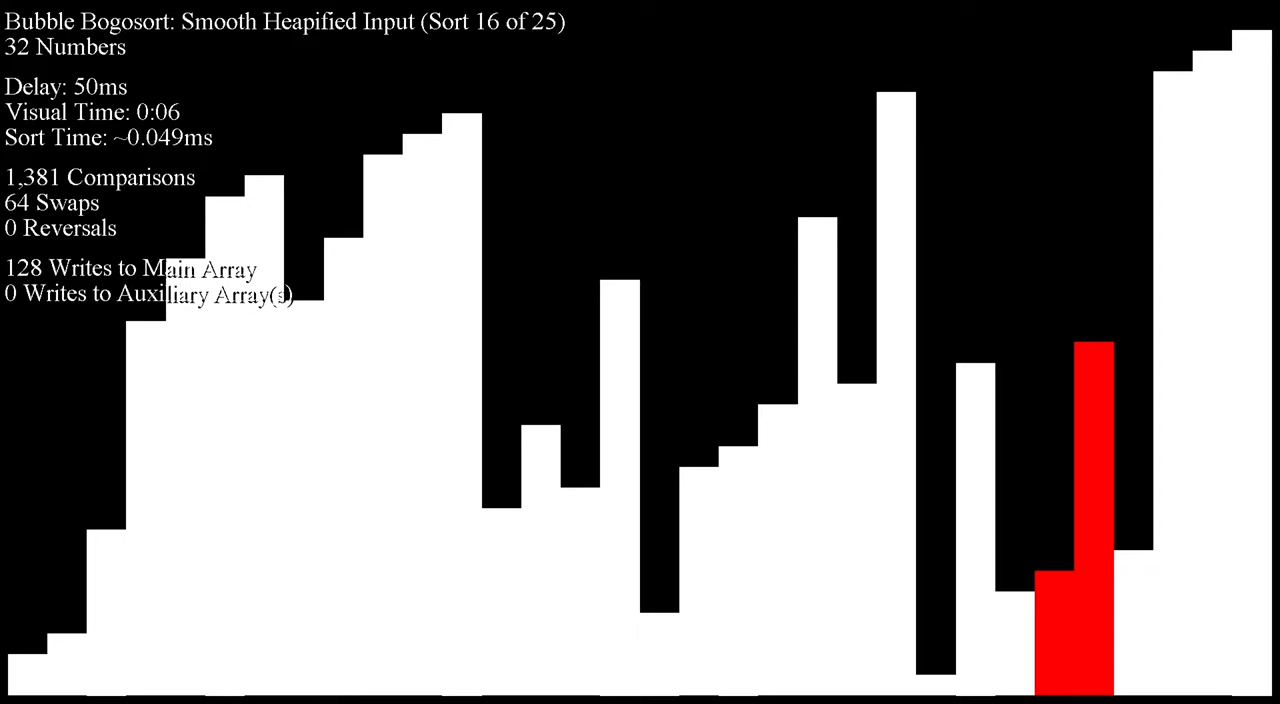 Bubble Bogosort: Smooth Heapified Input (Sort 16 of 25)
32 Numbers
Delay: 50ms
Visual Time: 0:06
Sort Time: ~0.049ms
1,381 Comparisons
64 Swaps
0 Reversals
128 Writes to Main Array
0 Writes to Auxiliary Array(s)